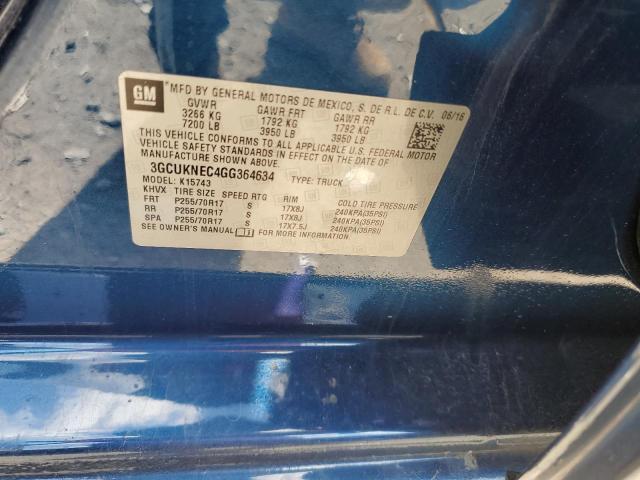 GM
*MFD BY GENERAL MOTORS DE MEXICO, S. DE R.L. DE C.V. 06/16
GVWR GAWR FRT GAWR RR
3266 KG 1792 KG 1792 KG
7200 LB 3950 LB 3950 LB
THIS VEHICLE CONFORMS TO ALL APPLICABLE U.S. FEDERAL MOTOR
VEHICLE SAFETY STANDARDS IN EFFECT ON THE DATE OF
MANUFACTURE SHOWN ABOVE.
3GCUKNEC4GG364634 TYPE: TRUCK
MODEL: K15743
KHVX TIRE SIZE SPEED RTG RIM COLD TIRE PRESSURE
FRT P255/70R17 S 17X8J 240KPA(35PSI)
RR P255/70R17 S 17X8J 240KPA(35PSI)
SPA P255/70R17 S 17X7.5J 240KPA(35PSI)
SEE OWNER'S MANUAL FOR MORE INFORMATION.